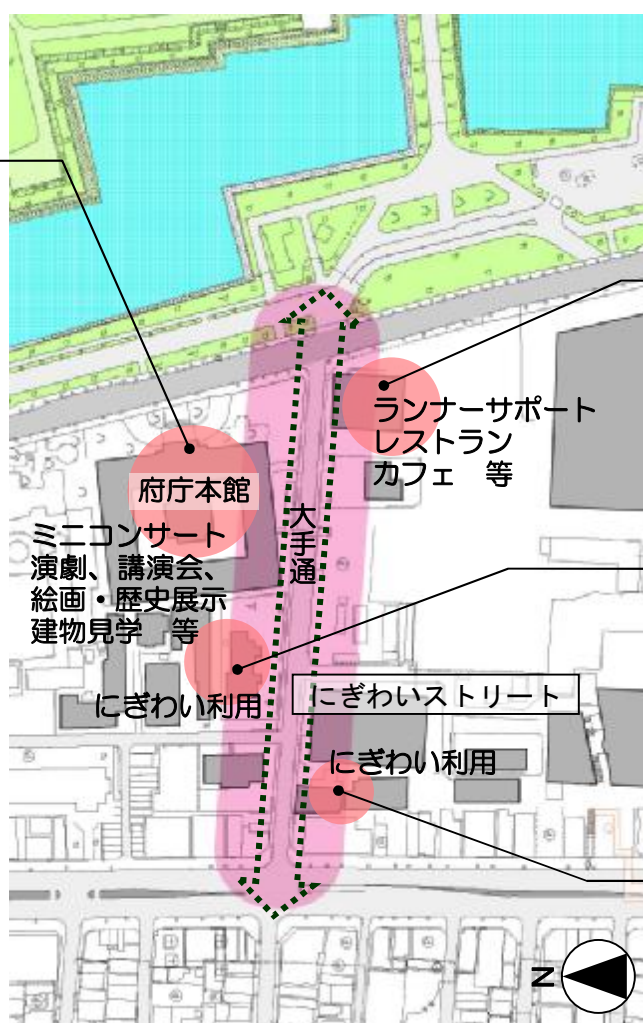 ランナーサポート
レストラン
カフェ 等
府庁本館
ミニコンサート
演劇、講演会、
絵画・歴史展示
建物見学 等
大手通
にぎわい利用
にぎわいストリート
にぎわい利用
N